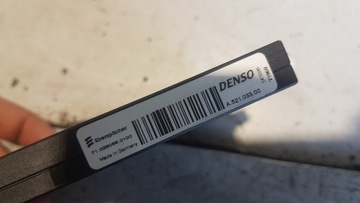 DENSO
A.521.033.00
Eberspächer
Made in Germany